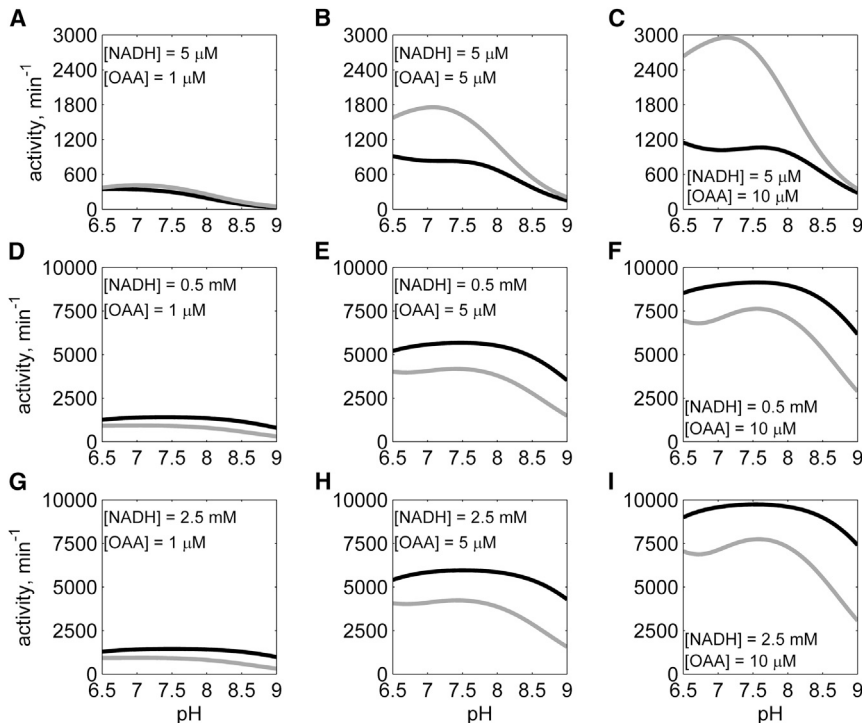 A
B
C
activity, min-1
3000
2400
1800
1200
600
0
[NADH] = 5 μM
[OAA] = 1 μM
6.5 7 7.5 8 8.5 9
3000
2400
1800
1200
600
0
[NADH] = 5 μM
[OAA] = 5 μM
6.5 7 7.5 8 8.5 9
3000
2400
1800
1200
600
0
[NADH] = 5 μM
[OAA] = 10 μM
6.5 7 7.5 8 8.5 9
D
E
F
activity, min-1
10000
7500
5000
2500
0
[NADH] = 0.5 mM
[OAA] = 1 μM
6.5 7 7.5 8 8.5 9
10000
7500
5000
2500
0
[NADH] = 0.5 mM
[OAA] = 5 μM
6.5 7 7.5 8 8.5 9
10000
7500
5000
2500
0
[NADH] = 0.5 mM
[OAA] = 10 μM
6.5 7 7.5 8 8.5 9
G
H
I
activity, min-1
10000
7500
5000
2500
0
[NADH] = 2.5 mM
[OAA] = 1 μM
6.5 7 7.5 8 8.5 9
pH
10000
7500
5000
2500
0
[NADH] = 2.5 mM
[OAA] = 5 μM
6.5 7 7.5 8 8.5 9
pH
10000
7500
5000
2500
0
[NADH] = 2.5 mM
[OAA] = 10 μM
6.5 7 7.5 8 8.5 9
pH